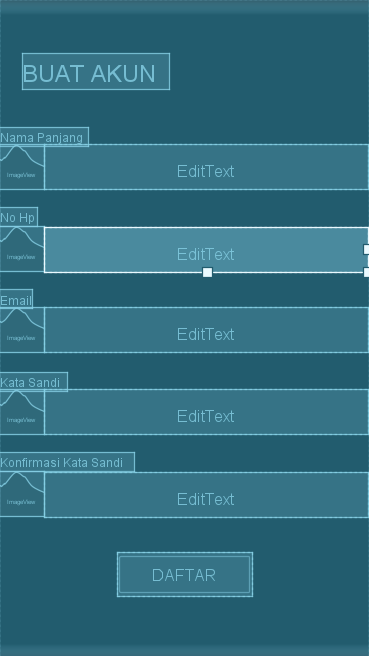 BUAT AKUN
Nama Panjang
ImageView
EditText
No Hp
ImageView
EditText
Email
ImageView
EditText
Kata Sandi
ImageView
EditText
Konfirmasi Kata Sandi
ImageView
EditText
DAFTAR